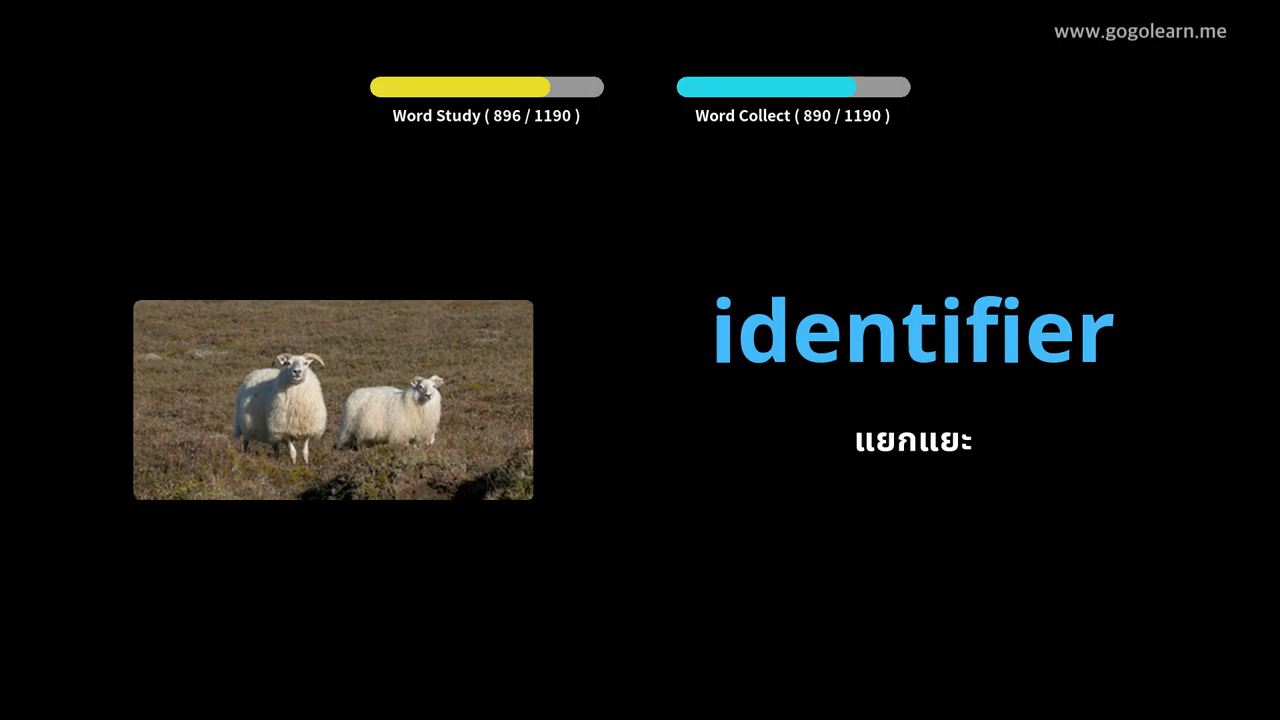 www.gogolearn.me
Word Study ( 896 / 1190 )
Word Collect ( 890 / 1190 )
identifier
แยกแยะ